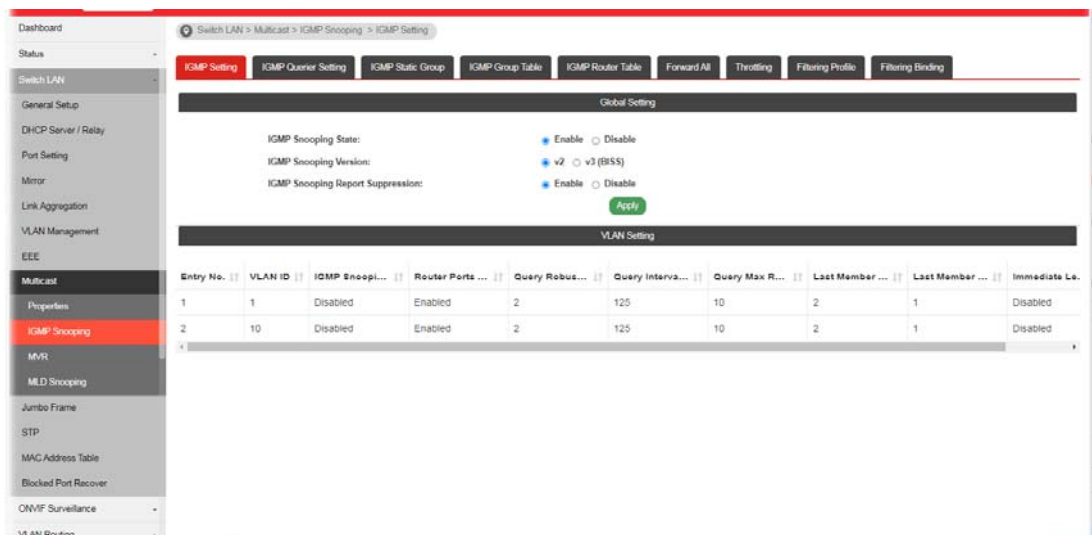 Dashboard
Status
Switch LAN
General Setup
DHCP Server / Relay
Port Setting
Mirror
Link Aggregation
VLAN Management
EEE
Multicast
Properties
IGMP Snooping
MVR
MLD Snooping
Jumbo Frame
STP
MAC Address Table
Blocked Port Recover
ONVIF Surveillance
VLAN Routing
Switch LAN > Multicast > IGMP Snooping > IGMP Setting
IGMP Setting IGMP Querier Setting IGMP Static Group IGMP Group Table IGMP Router Table Forward All Throttling Filtering Profile Filtering Binding
Global Setting
IGMP Snooping State: Enable Disable
IGMP Snooping Version: v2 v3 (BISS)
IGMP Snooping Report Suppression: Enable Disable
Apply
VLAN Setting
Entry No. VLAN ID IGMP Snoopi... Router Ports ... Query Robus... Query Interva... Query Max R... Last Member ... Last Member ... Immediate Le.
1 1 Disabled Enabled 2 125 10 2 1 Disabled
2 10 Disabled Enabled 2 125 10 2 1 Disabled